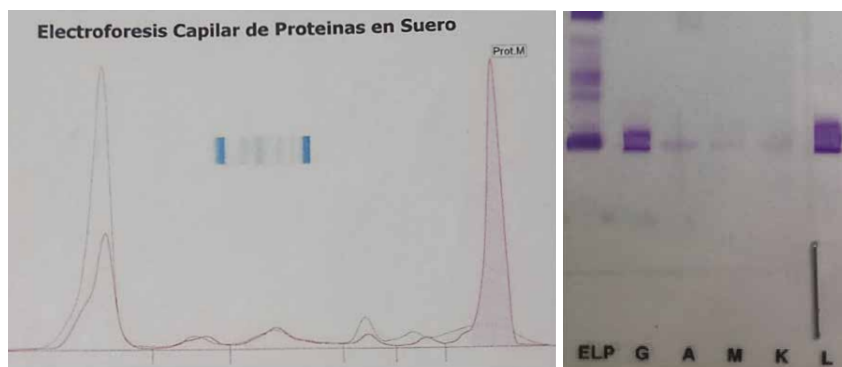 Electroforesis Capilar de Proteinas en Suero
Prot.M
ELP G A M K L